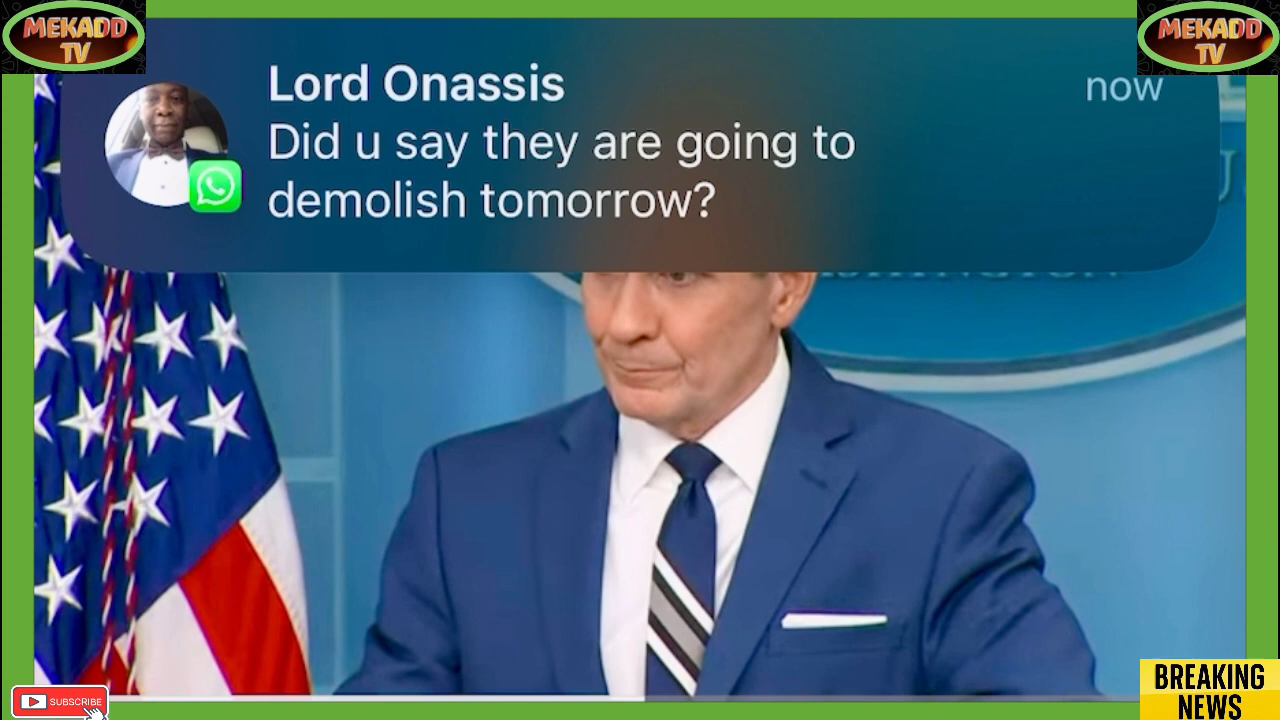 MEKADD
TV
MEKADD
TV
Lord Onassis
now
Did u say they are going to
demolish tomorrow?
SUBSCRIBE
BREAKING
NEWS